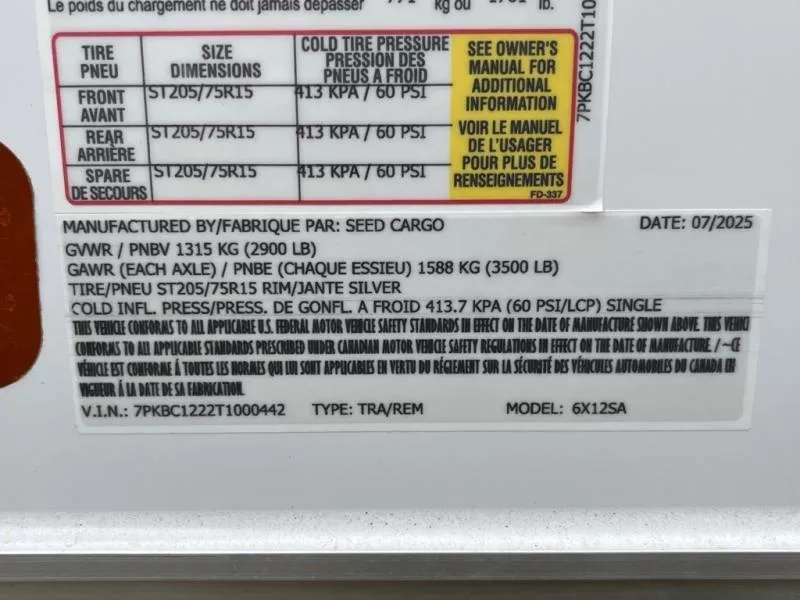 Le poids du chargement ne doit jamais dépasser 771 kg ou 1701 lb.
TIRE
PNEU
SIZE
DIMENSIONS
COLD TIRE PRESSURE
PRESSION DES
PNEUS A FROID
FRONT
AVANT
ST205/75R15
413 KPA / 60 PSI
REAR
ARRIÈRE
ST205/75R15
413 KPA / 60 PSI
SPARE
DE SECOURS
ST205/75R15
413 KPA / 60 PSI
SEE OWNER'S
MANUAL FOR
ADDITIONAL
INFORMATION
VOIR LE MANUEL
DE L'USAGER
POUR PLUS DE
RENSEIGNEMENTS
FD-337
7PKBC1222T10
MANUFACTURED BY/FABRIQUE PAR: SEED CARGO DATE: 07/2025
GVWR / PNBV 1315 KG (2900 LB)
GAWR (EACH AXLE) / PNBE (CHAQUE ESSIEU) 1588 KG (3500 LB)
TIRE/PNEU ST205/75R15 RIM/JANTE SILVER
COLD INFL. PRESS/PRESS. DE GONFL. A FROID 413.7 KPA (60 PSI/LCP) SINGLE
THIS VEHICLE CONFORMS TO ALL APPLICABLE U.S. FEDERAL MOTOR VEHICLE SAFETY STANDARDS IN EFFECT ON THE DATE OF MANUFACTURE SHOWN ABOVE. THIS VEHICL
CONFORMS TO ALL APPLICABLE STANDARDS PRESCRIBED UNDER CANADIAN MOTOR VEHICLE SAFETY REGULATIONS IN EFFECT ON THE DATE OF MANUFACTURE. / ~CE
VÉHICLE EST CONFORME Á TOUTES LES NORMES QUI LUI SONT APPLICABLES EN VERTU DU RÉGLEMENT SUR LA SÉCURITÉ DES VÉHICULES AUTOMOBILES DU CANADA EN
VIGUEUR Á LA DATE DE SA FABRICATION.
V.I.N.: 7PKBC1222T1000442 TYPE: TRA/REM MODEL: 6X12SA